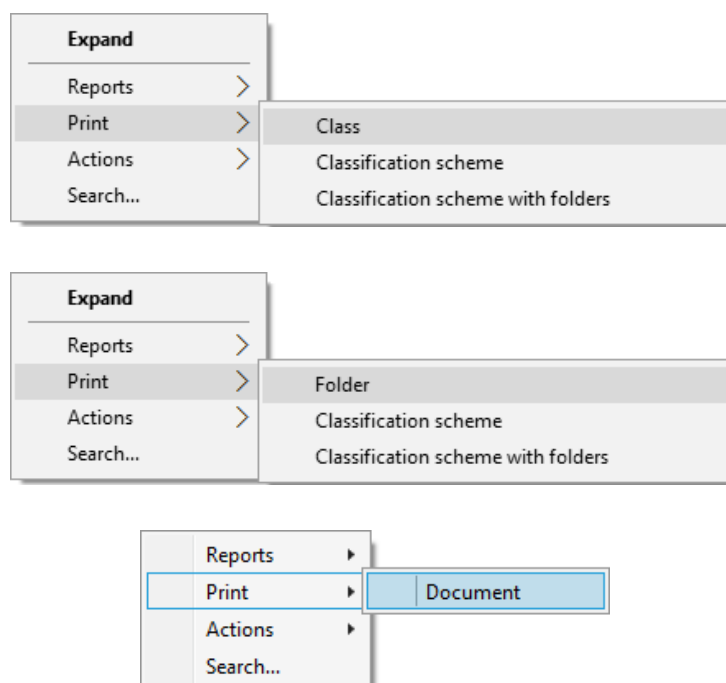 Expand
Reports
Print
Class
Actions
Classification scheme
Search...
Classification scheme with folders
Expand
Reports
Print
Folder
Actions
Classification scheme
Search...
Classification scheme with folders
Reports
Print
Document
Actions
Search...